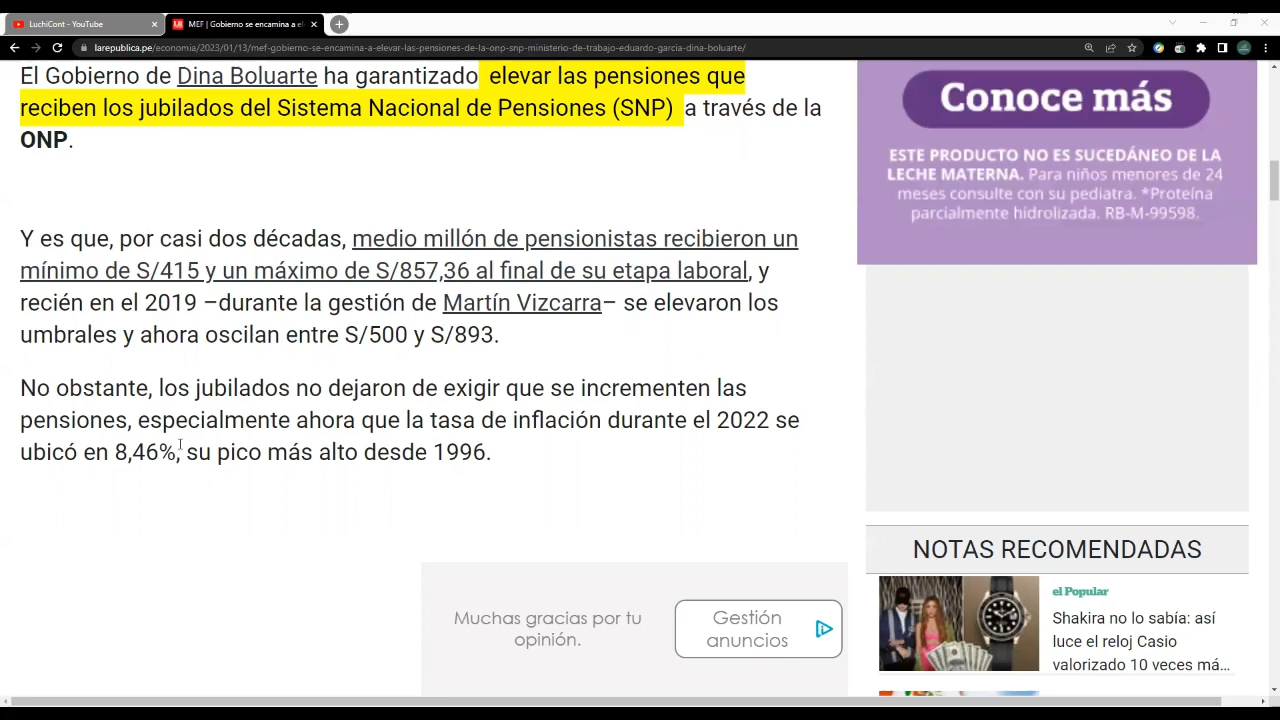 LuchiCont - YouTube
MEF | Gobierno se encamina a el
larepublica.pe/economia/2023/01/13/mef-gobierno-se-encamina-a-elevar-las-pensiones-de-la-onp-snp-ministerio-de-trabajo-eduardo-garcia-dina-boluarte/
El Gobierno de Dina Boluarte ha garantizado elevar las pensiones que
reciben los jubilados del Sistema Nacional de Pensiones (SNP) a través de la
ONP.
Y es que, por casi dos décadas, medio millón de pensionistas recibieron un
mínimo de S/415 y un máximo de S/857,36 al final de su etapa laboral, y
recién en el 2019 –durante la gestión de Martín Vizcarra– se elevaron los
umbrales y ahora oscilan entre S/500 y S/893.
No obstante, los jubilados no dejaron de exigir que se incrementen las
pensiones, especialmente ahora que la tasa de inflación durante el 2022 se
ubicó en 8,46%, su pico más alto desde 1996.
Muchas gracias por tu
opinión.
Gestión
anuncios
Conoce más
ESTE PRODUCTO NO ES SUCEDÁNEO DE LA
LECHE MATERNA. Para niños menores de 24
meses consulte con su pediatra. *Proteína
parcialmente hidrolizada. RB-M-99598.
NOTAS RECOMENDADAS
el Popular
Shakira no lo sabía: así
luce el reloj Casio
valorizado 10 veces má...